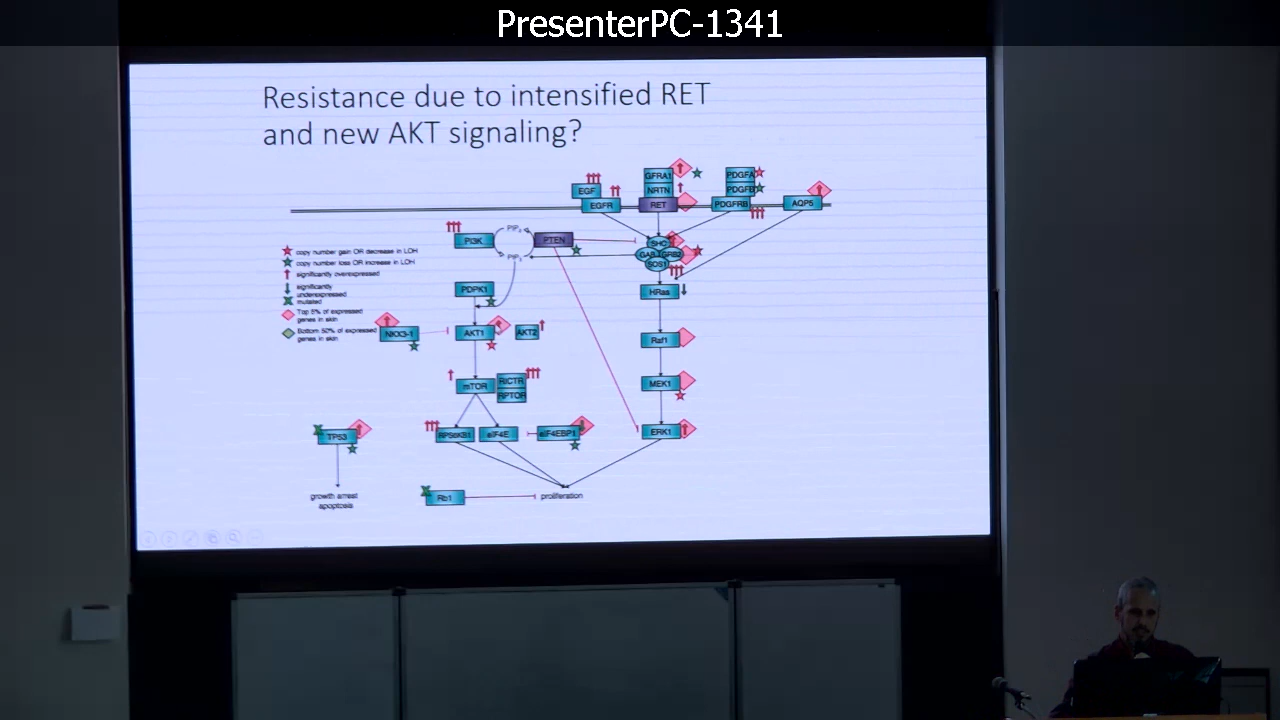 PresenterPC-1341
Resistance due to intensified RET
and new AKT signaling?
GFRA1
PDGFA
EGF
NRTN
PDGFB
EGFR
RET
PDGFRB
AQP5
PI3K
PIP
PTEN
SHC
GAB1
GRB2
SOS1
PIP
copy number gain OR decrease in LOH
copy number loss OR increase in LOH
significantly overexpressed
significantly
underexpressed
mutated
Top 5% of expressed
genes in skin
Bottom 50% of expressed
genes in skin
PDPK1
HRas
NKX3-1
AKT1
AKT2
Raf1
mTOR
RICTR
RPTOR
MEK1
TP53
RPS6KB1
eIF4E
eIF4EBP1
ERK1
growth arrest
apoptosis
Rb1
proliferation